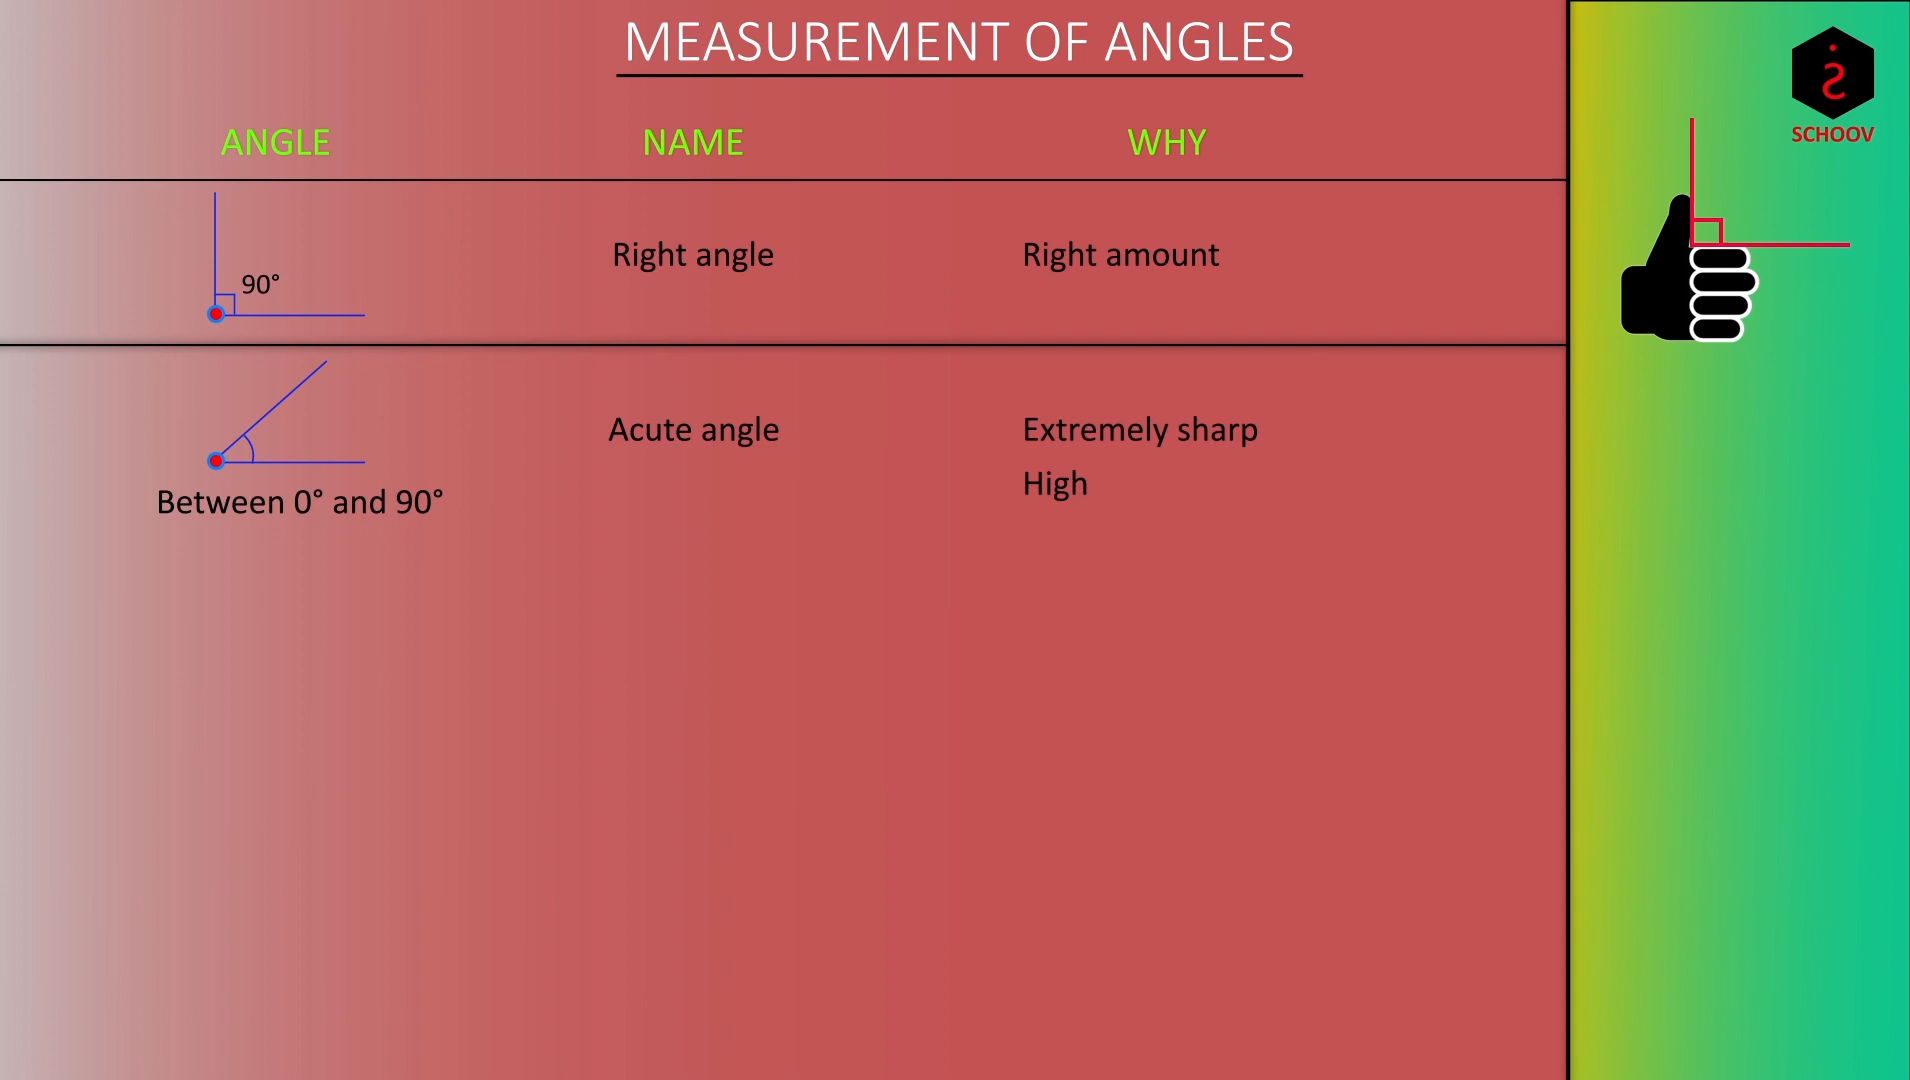 MEASUREMENT OF ANGLES
ANGLE NAME WHY
SCHOOV
90° Right angle Right amount
Acute angle Extremely sharp
High
Between 0° and 90°